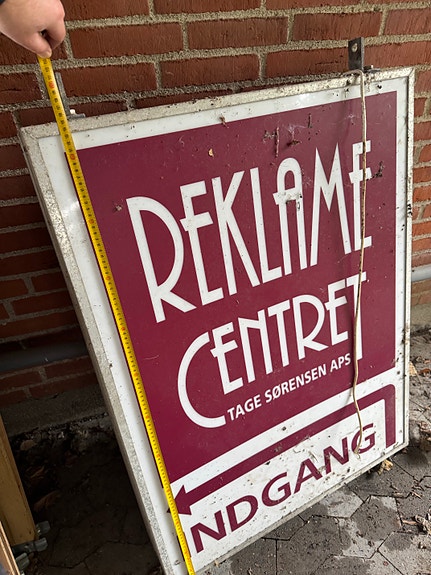 REKLAME
CENTRET
TAGE SØRENSEN APS
NDGANG